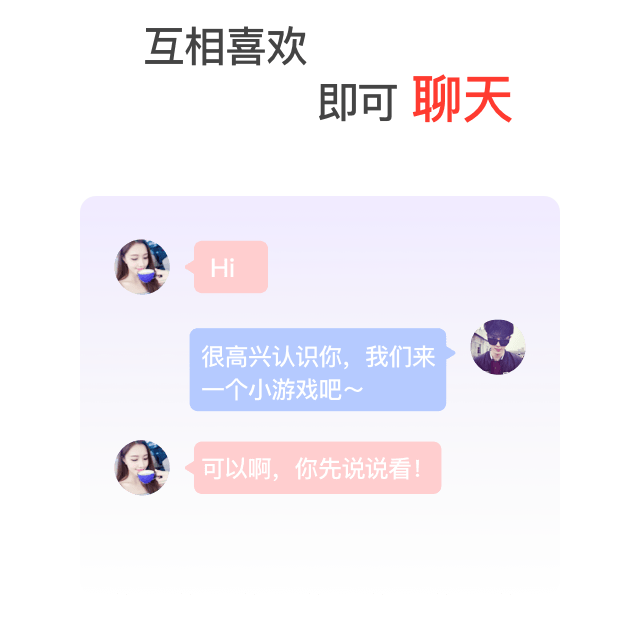 互相喜欢
即可 聊天
Hi
很高兴认识你，我们来
一个小游戏吧～
可以啊，你先说说看！